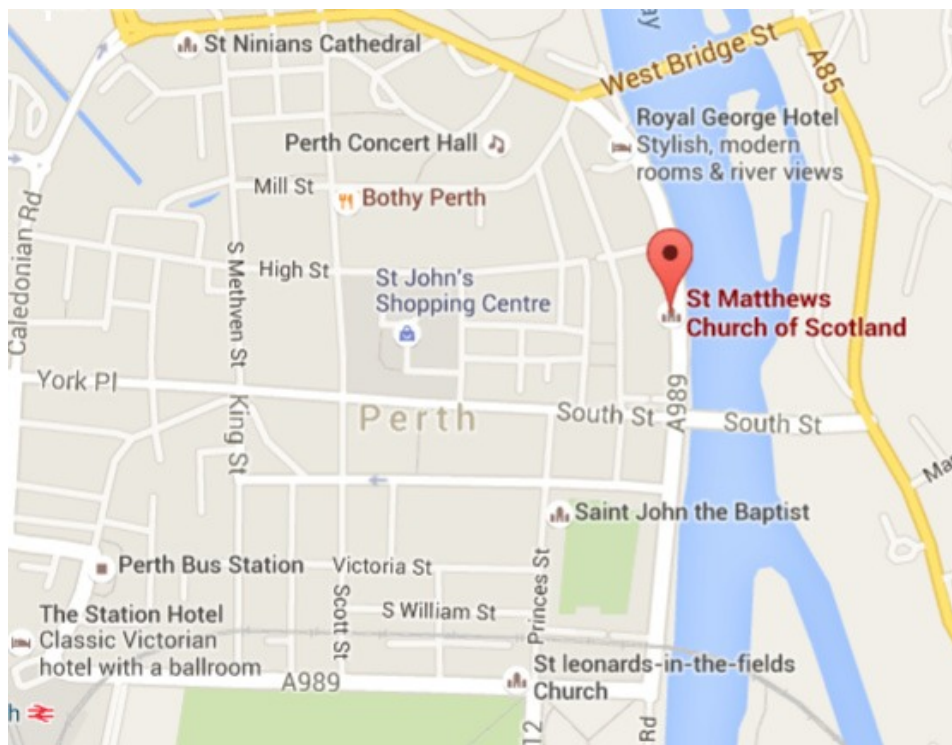 ay
St Ninians Cathedral
West Bridge St
A85
Royal George Hotel
Stylish, modern
rooms & river views
Perth Concert Hall
Mill St
Bothy Perth
Caledonian Rd
S Methven St
High St
St John's
Shopping Centre
St Matthews
Church of Scotland
York Pl
Perth
South St
A989
South St
King St
Mar
Saint John the Baptist
Perth Bus Station
Victoria St
Princes St
Scott St
S William St
The Station Hotel
Classic Victorian
hotel with a ballroom
A989
St leonards-in-the-fields
Church
h
12
Rd